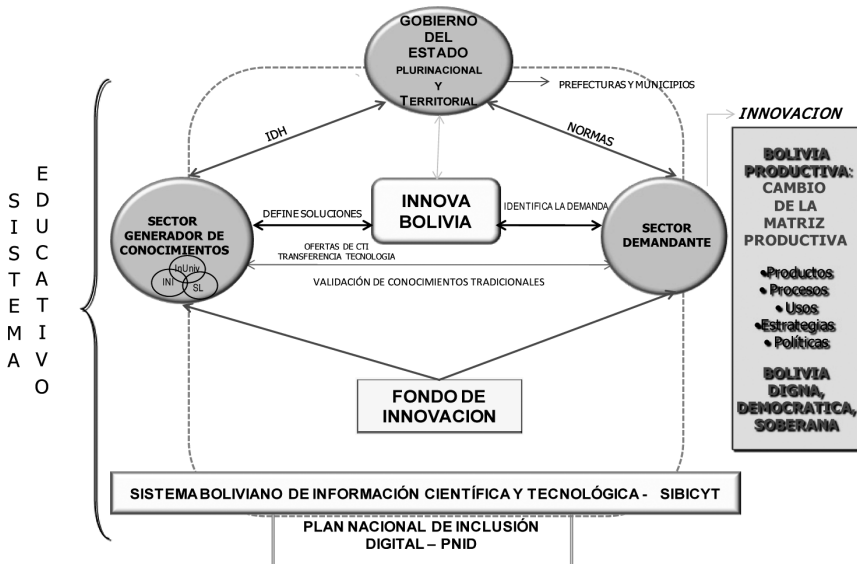 GOBIERNO
DEL
ESTADO
PLURINACIONAL
Y
TERRITORIAL
PREFECTURAS Y MUNICIPIOS
INNOVACION
IDH
NORMAS
SISTEMA
EDUCATIVO
SECTOR
GENERADOR DE
CONOCIMIENTOS
InUniv
INI
SL
DEFINE SOLUCIONES
INNOVA
BOLIVIA
IDENTIFICA LA DEMANDA
SECTOR
DEMANDANTE
OFERTAS DE CTI
TRANSFERENCIA TECNOLOGIA
VALIDACIÓN DE CONOCIMIENTOS TRADICIONALES
BOLIVIA
PRODUCTIVA:
CAMBIO
DE LA
MATRIZ
PRODUCTIVA
•Productos
• Procesos
• Usos
•Estrategias
• Políticas
BOLIVIA
DIGNA,
DEMOCRATICA,
SOBERANA
FONDO DE
INNOVACION
SISTEMA BOLIVIANO DE INFORMACIÓN CIENTÍFICA Y TECNOLÓGICA - SIBICYT
PLAN NACIONAL DE INCLUSIÓN
DIGITAL – PNID